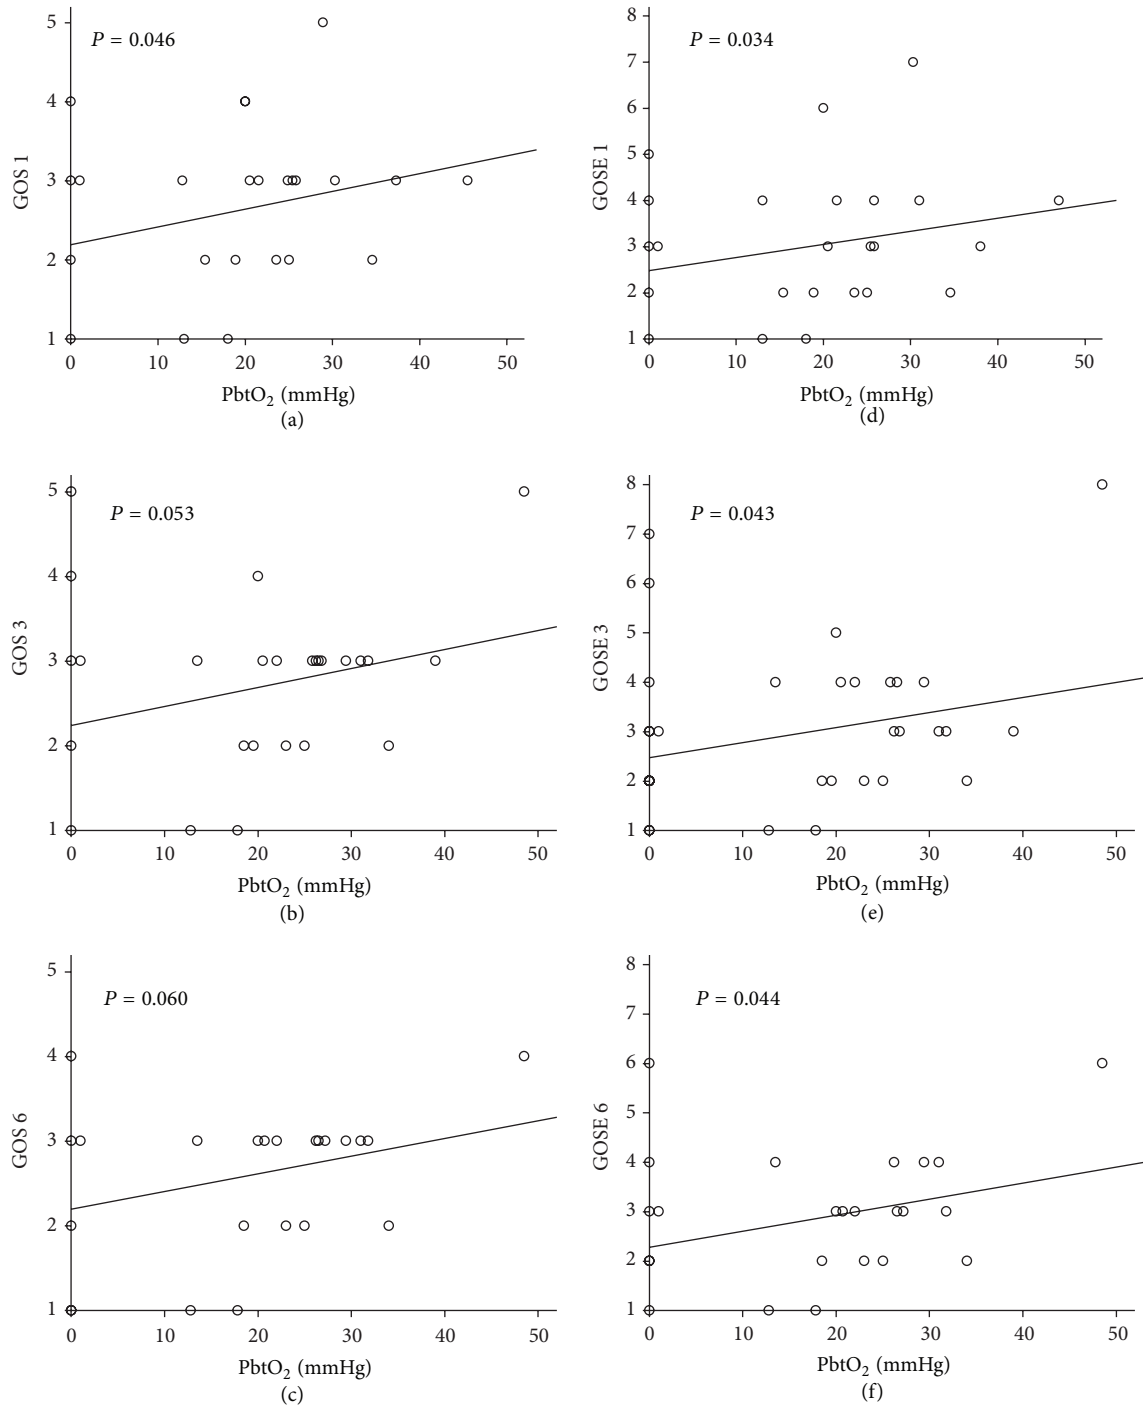 5
4
3
2
1
GOS 1
P = 0.046
0 10 20 30 40 50
PbtO₂ (mmHg)
(a)
8
7
6
5
4
3
2
1
GOSE 1
P = 0.034
0 10 20 30 40 50
PbtO₂ (mmHg)
(d)
5
4
3
2
1
GOS 3
P = 0.053
0 10 20 30 40 50
PbtO₂ (mmHg)
(b)
8
7
6
5
4
3
2
1
GOSE 3
P = 0.043
0 10 20 30 40 50
PbtO₂ (mmHg)
(e)
5
4
3
2
1
GOS 6
P = 0.060
0 10 20 30 40 50
PbtO₂ (mmHg)
(c)
8
7
6
5
4
3
2
1
GOSE 6
P = 0.044
0 10 20 30 40 50
PbtO₂ (mmHg)
(f)